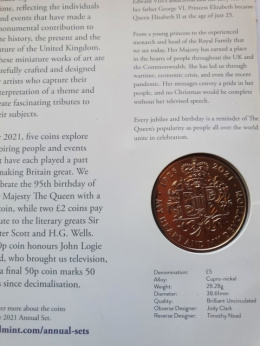 time, reflecting the individuals
and events that have made a
monumental contribution to
the history, the present and the
future of the United Kingdom.
These miniature works of art are
carefully crafted and designed
by artists who capture their
interpretation of a theme and
create fascinating tributes to
their subjects.
2021, five coins explore
inspiring people and events
have each played a part
making Britain great. We
celebrate the 95th birthday of
Majesty The Queen with a
coin, while two £2 coins pay
tribute to the literary greats Sir
Walter Scott and H.G. Wells.
50p coin honours John Logie
Baird, who brought us television,
a final 50p coin marks 50
years since decimalisation.
more about the coins
2021 Annual Set.
mint.com/annual-sets
her father George VI, Princess Elizabeth became
Queen Elizabeth II at the age of just 25.
From a young princess to the experienced
monarch and head of the Royal Family that
we see today, Her Majesty has earned a place
in the hearts of people throughout the UK and
the Commonwealth. She has led us through
wartime, economic crisis, and even the recent
pandemic. Her messages convey a pride in her
people, and no Christmas would be complete
without her televised speech.
Every jubilee and birthday is a reminder of The
Queen's popularity as people all over the world
unite in celebration.
Denomination: £5
Alloy: Cupro-nickel
Weight: 28.28g
Diameter: 38.61mm
Quality: Brilliant Uncirculated
Obverse Designer: Jody Clark
Reverse Designer: Timothy Noad